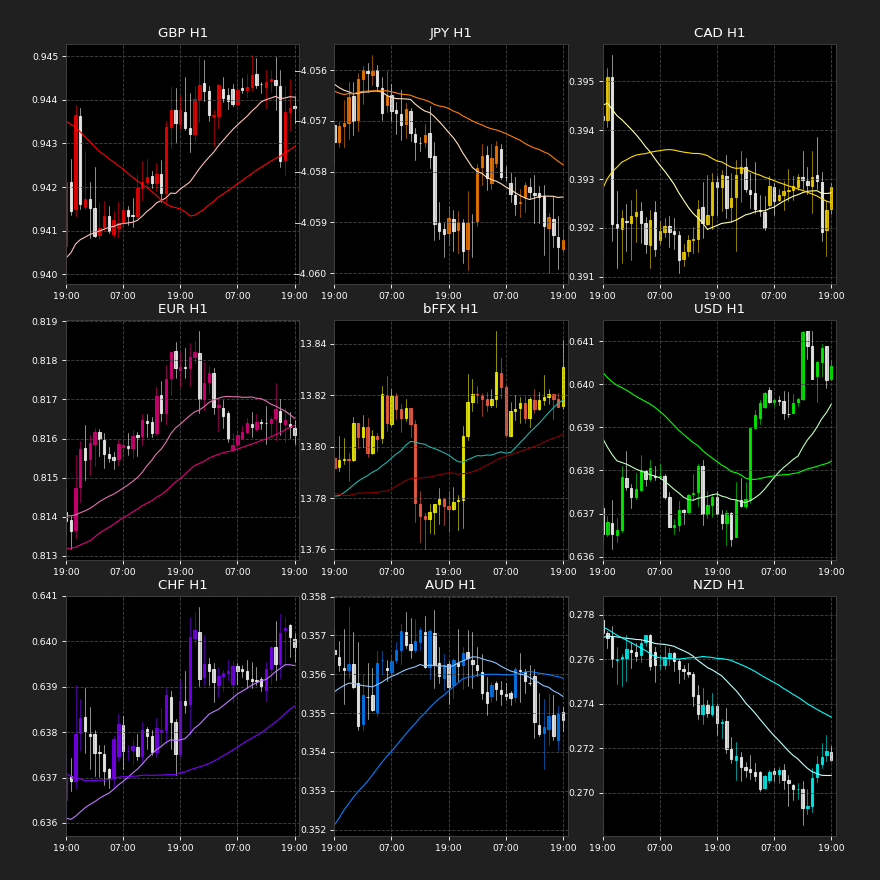 GBP H1
0.945
0.944
0.943
0.942
0.941
0.940
19:00 07:00 19:00 07:00 19:00
JPY H1
−4.056
−4.057
−4.058
−4.059
−4.060
19:00 07:00 19:00 07:00 19:00
CAD H1
0.395
0.394
0.393
0.392
0.391
19:00 07:00 19:00 07:00 19:00
EUR H1
0.819
0.818
0.817
0.816
0.815
0.814
0.813
19:00 07:00 19:00 07:00 19:00
bFFX H1
13.84
13.82
13.80
13.78
13.76
19:00 07:00 19:00 07:00 19:00
USD H1
0.641
0.640
0.639
0.638
0.637
0.636
19:00 07:00 19:00 07:00 19:00
CHF H1
0.641
0.640
0.639
0.638
0.637
0.636
19:00 07:00 19:00 07:00 19:00
AUD H1
0.358
0.357
0.356
0.355
0.354
0.353
0.352
19:00 07:00 19:00 07:00 19:00
NZD H1
0.278
0.276
0.274
0.272
0.270
19:00 07:00 19:00 07:00 19:00